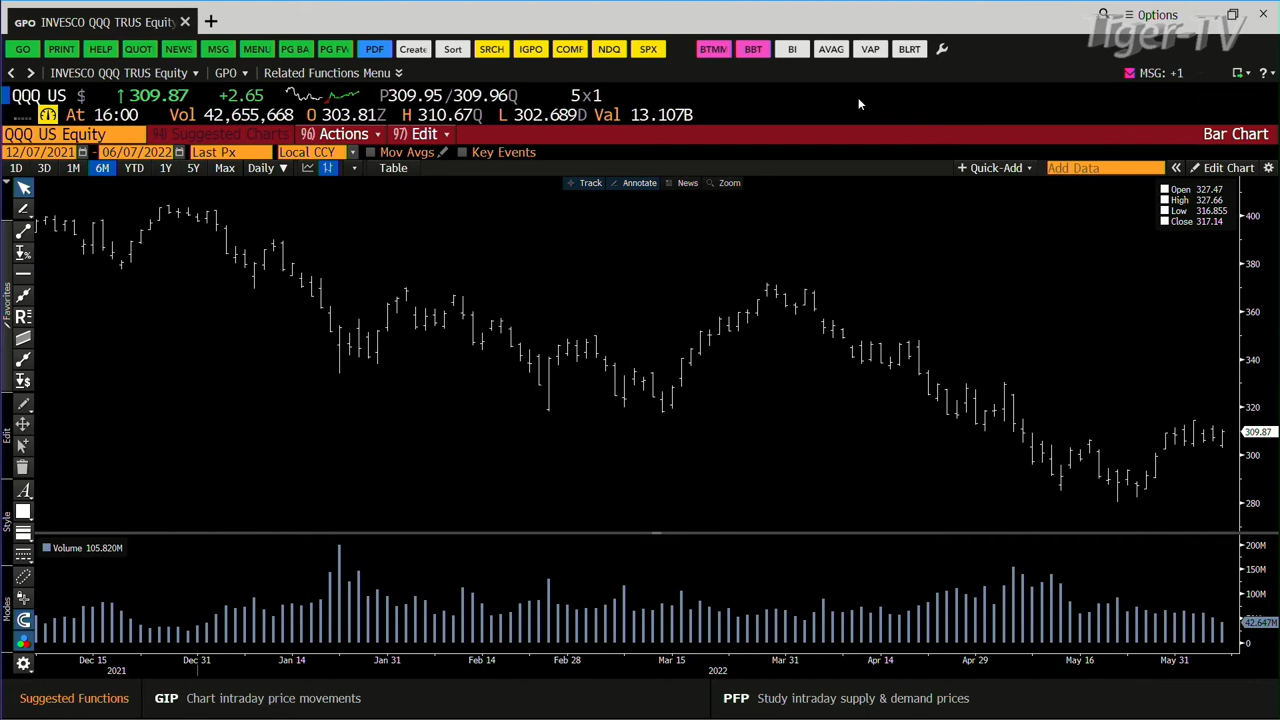 GPO INVESCO QQQ TRUS Equity
Options
Tiger-TV
GO PRINT HELP QUOT NEWS MSG MENU PG BA PG FW PDF Create Sort SRCH IGPO COMF NDQ SPX BTMM BBT BI AVAG VAP BLRT
INVESCO QQQ TRUS Equity GPO Related Functions Menu MSG: +1 ?
QQQ US $ ↑ 309.87 +2.65 P309.95/309.96Q 5x1
At 16:00 Vol 42,655,668 O 303.81Z H 310.67Q L 302.689D Val 13.107B
QQQ US Equity 94) Suggested Charts 96) Actions 97) Edit Bar Chart
12/07/2021 - 06/07/2022 Last Px Local CCY Mov Avgs Key Events
1D 3D 1M 6M YTD 1Y 5Y Max Daily ▼ Table + Quick-Add Add Data « Edit Chart
Track Annotate News Zoom
Open 327.47
High 327.66
Low 316.855
Close 317.14
400
380
360
340
320
309.87
300
280
Favorites
Edit
Style
Modes
Volume 105.820M
200M
150M
100M
42.647M
0
Dec 15 Dec 31 Jan 14 Jan 31 Feb 14 Feb 28 Mar 15 Mar 31 Apr 14 Apr 29 May 16 May 31
2021 2022
Suggested Functions GIP Chart intraday price movements PFP Study intraday supply & demand prices